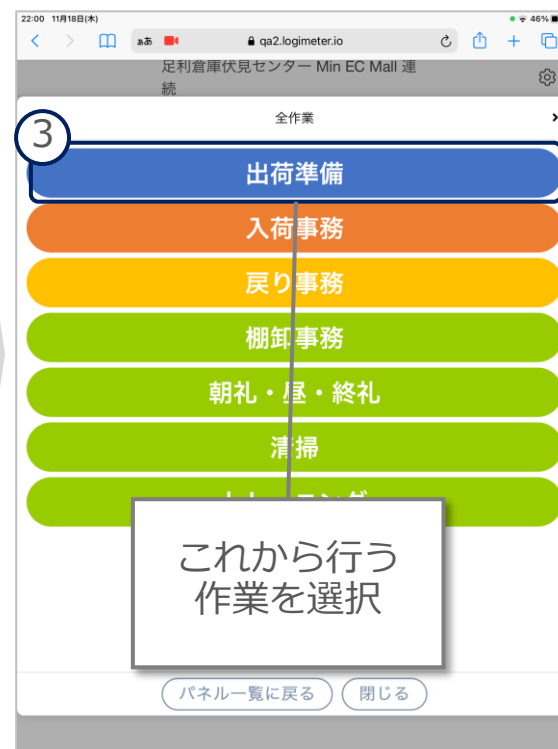 22:00 11月18日(木) 46%
ぁあ qa2.logimeter.io
足利倉庫伏見センター Min EC Mall 連
続
全作業
3
出荷準備
入荷事務
戻り事務
棚卸事務
朝礼・昼・終礼
清掃
これから行う
作業を選択
パネル一覧に戻る 閉じる